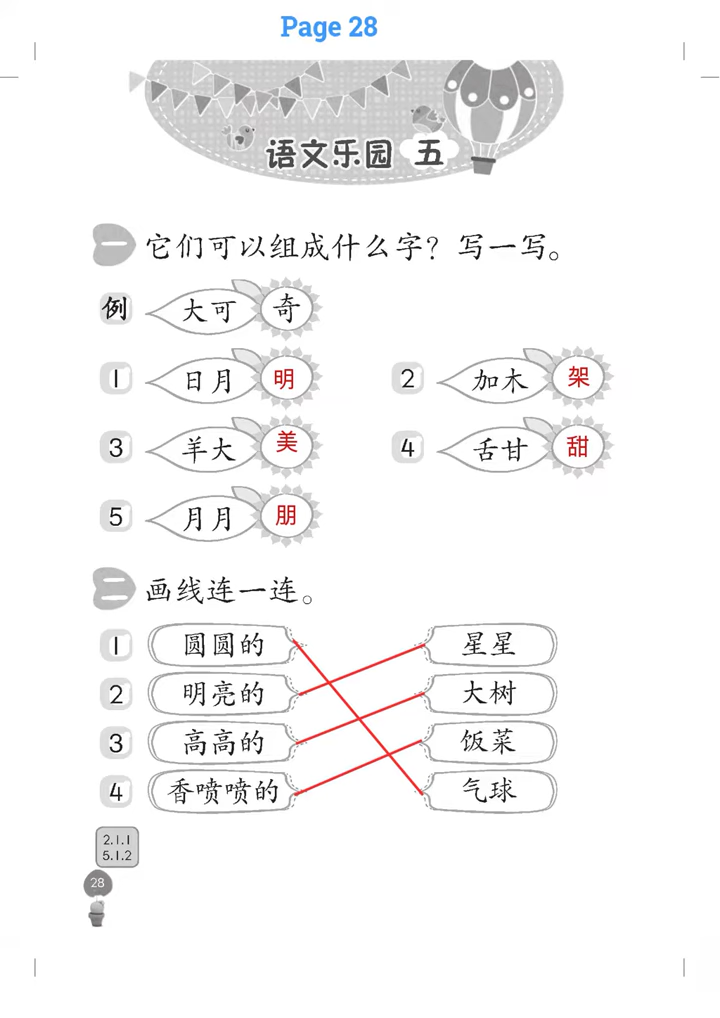 Page 28
语文乐园 五
一 它们可以组成什么字？写一写。
例 大可 奇
1 日月 明 2 加木 架
3 羊大 美 4 舌甘 甜
5 月月 朋
二 画线连一连。
1 圆圆的 星星
2 明亮的 大树
3 高高的 饭菜
4 香喷喷的 气球
2.1.1
5.1.2
28